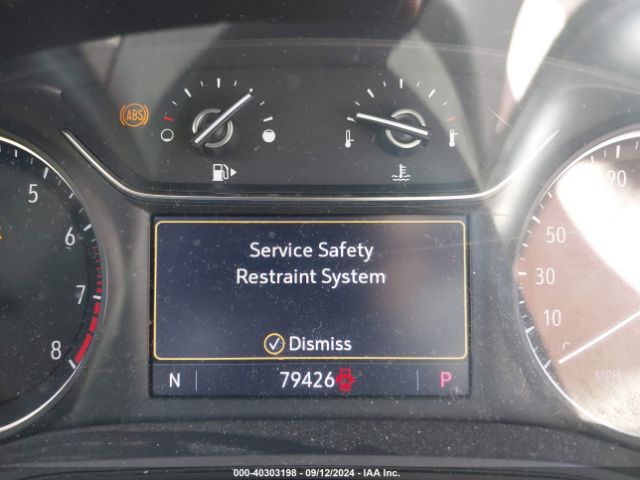 ABS
5
6
7
8
90
50
30
10
MPH
Service Safety
Restraint System
Dismiss
N
79426
P
000-40303198 - 09/12/2024 - IAA Inc.